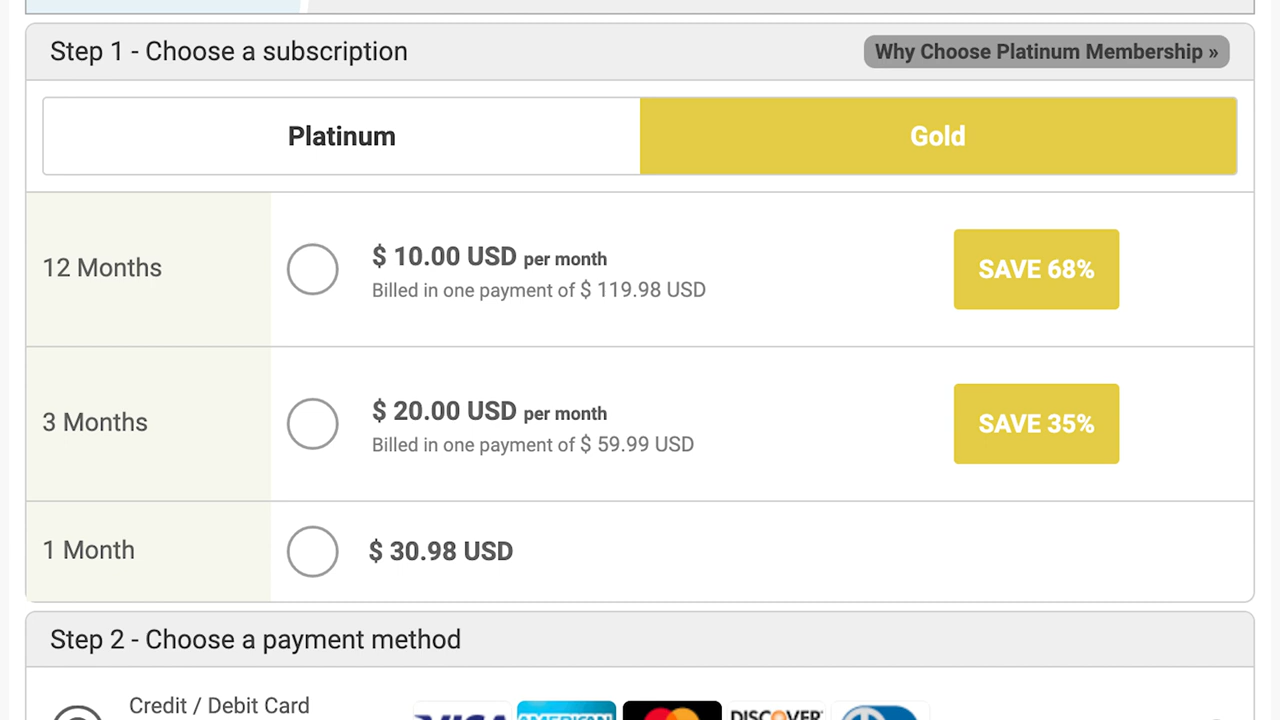 Step 1 - Choose a subscription
Why Choose Platinum Membership »
Platinum
Gold
12 Months
$ 10.00 USD per month
Billed in one payment of $ 119.98 USD
SAVE 68%
3 Months
$ 20.00 USD per month
Billed in one payment of $ 59.99 USD
SAVE 35%
1 Month
$ 30.98 USD
Step 2 - Choose a payment method
Credit / Debit Card
VISA
AMERICAN
DISCOVER